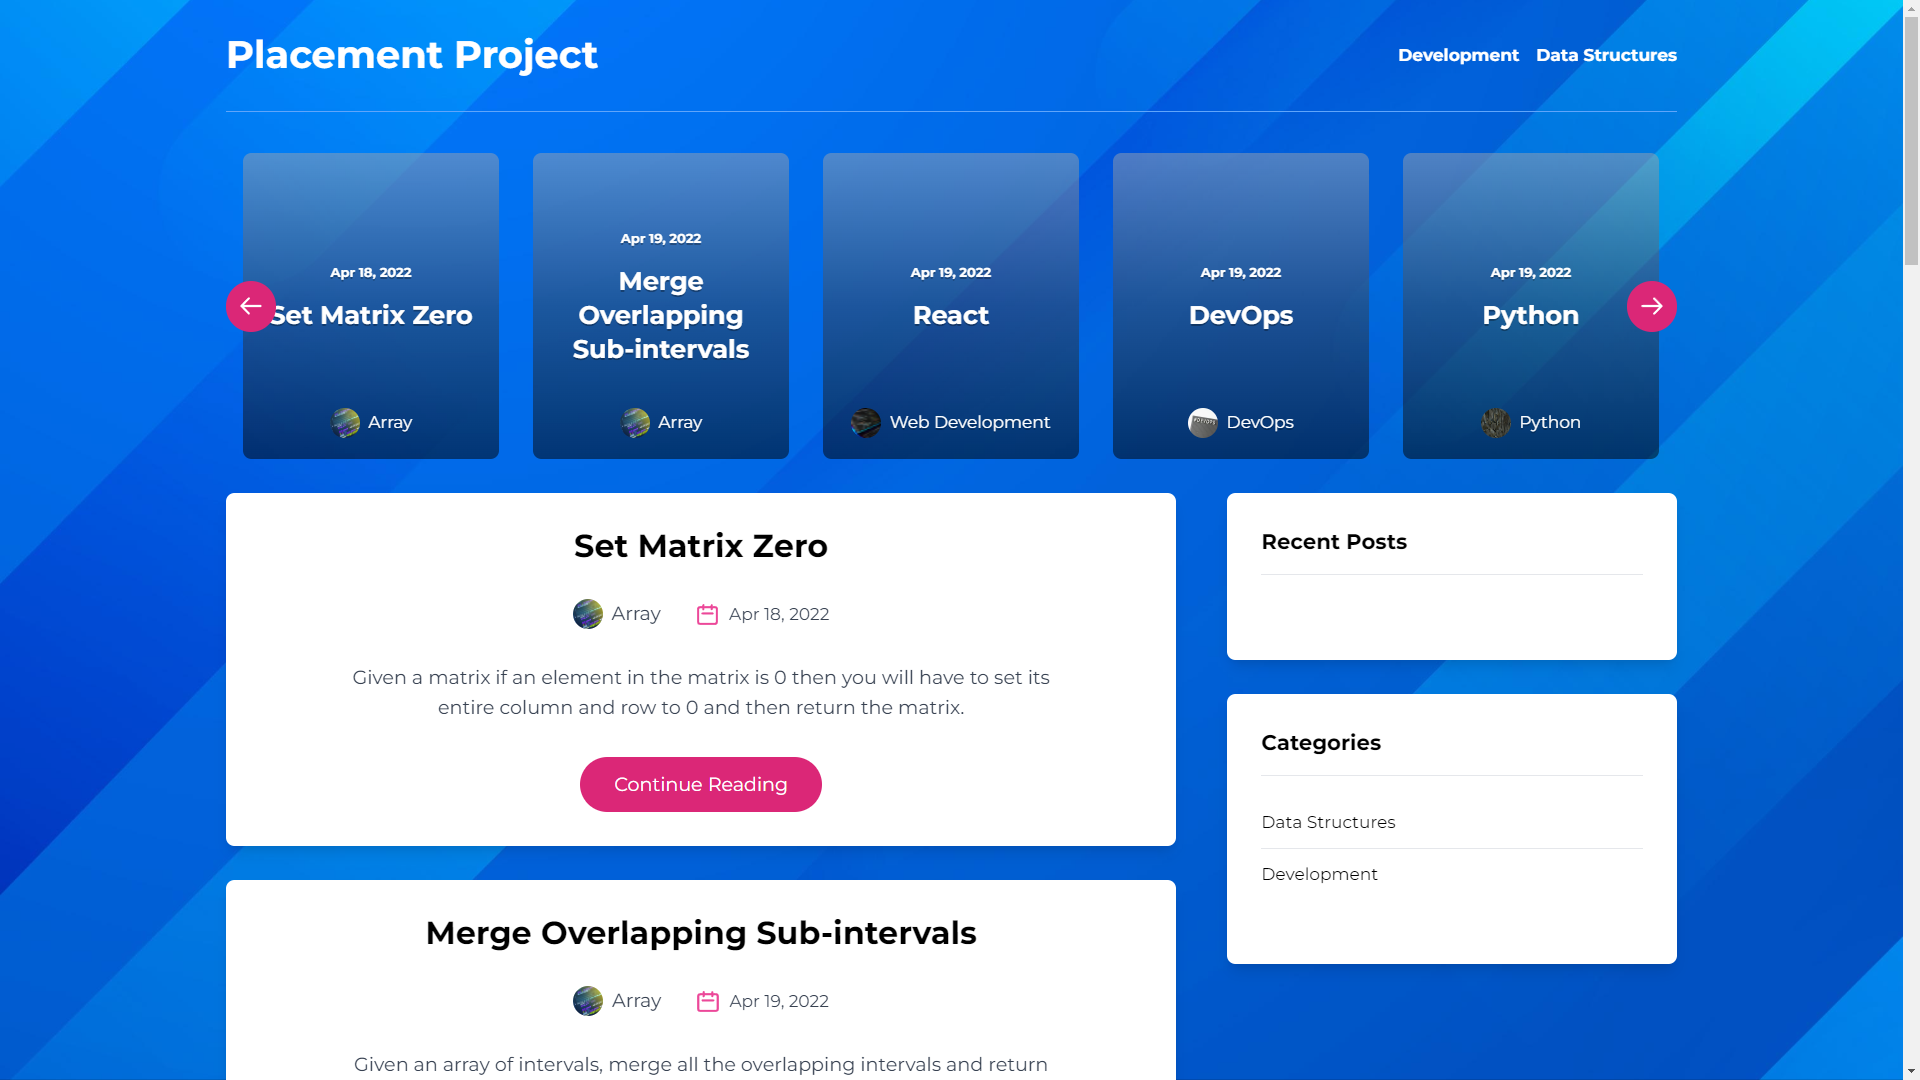 Placement Project
Development
Data Structures
Apr 18, 2022
Set Matrix Zero
Array
Apr 19, 2022
Merge
Overlapping
Sub-intervals
Array
Apr 19, 2022
React
Web Development
Apr 19, 2022
DevOps
DevOps
Apr 19, 2022
Python
Python
Set Matrix Zero
Array
Apr 18, 2022
Given a matrix if an element in the matrix is 0 then you will have to set its
entire column and row to 0 and then return the matrix.
Continue Reading
Merge Overlapping Sub-intervals
Array
Apr 19, 2022
Given an array of intervals, merge all the overlapping intervals and return
Recent Posts
Categories
Data Structures
Development